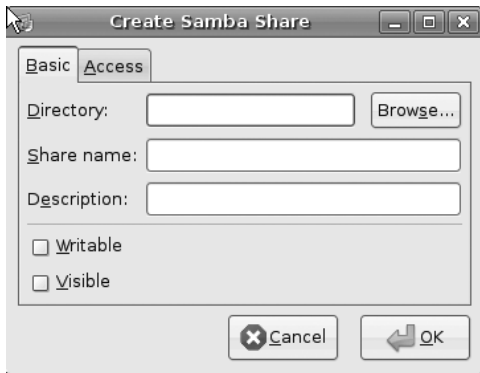 Create Samba Share
Basic Access
Directory: Browse...
Share name:
Description:
Writable
Visible
Cancel OK